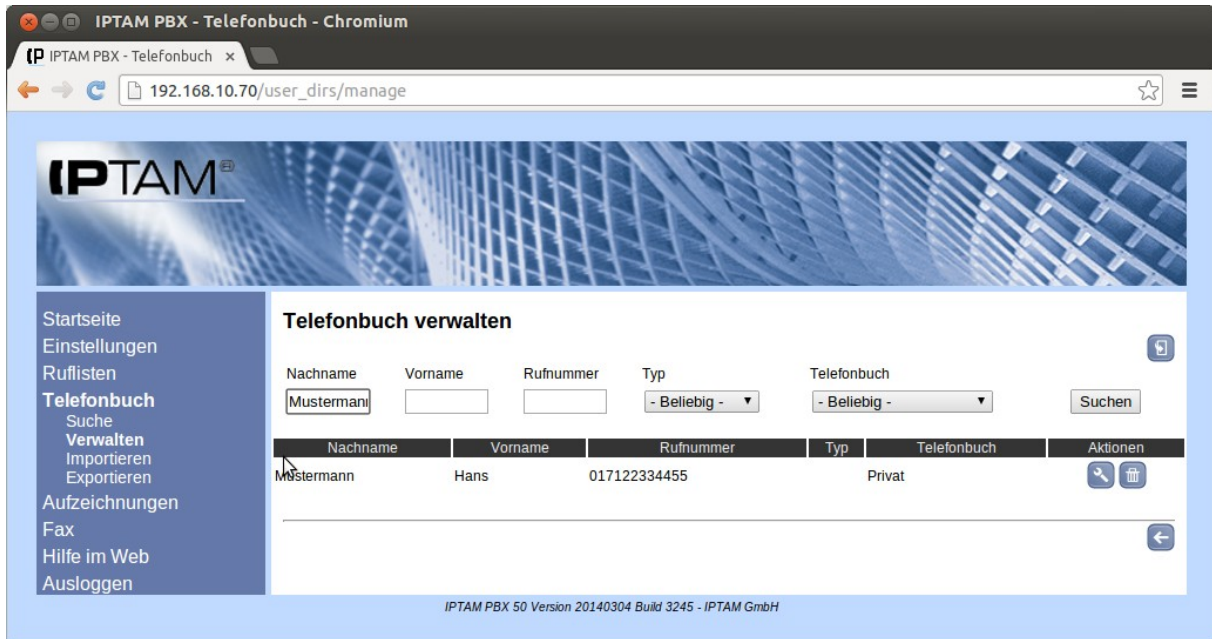 IPTAM PBX - Telefonbuch - Chromium
IPTAM PBX - Telefonbuch
192.168.10.70/user_dirs/manage
IPTAM®
Startseite
Einstellungen
Ruflisten
Telefonbuch
Suche
Verwalten
Importieren
Exportieren
Aufzeichnungen
Fax
Hilfe im Web
Ausloggen
Telefonbuch verwalten
Nachname Vorname Rufnummer Typ Telefonbuch
Mustermann - Beliebig - - Beliebig - Suchen
Nachname Vorname Rufnummer Typ Telefonbuch Aktionen
Mustermann Hans 017122334455 Privat
IPTAM PBX 50 Version 20140304 Build 3245 - IPTAM GmbH